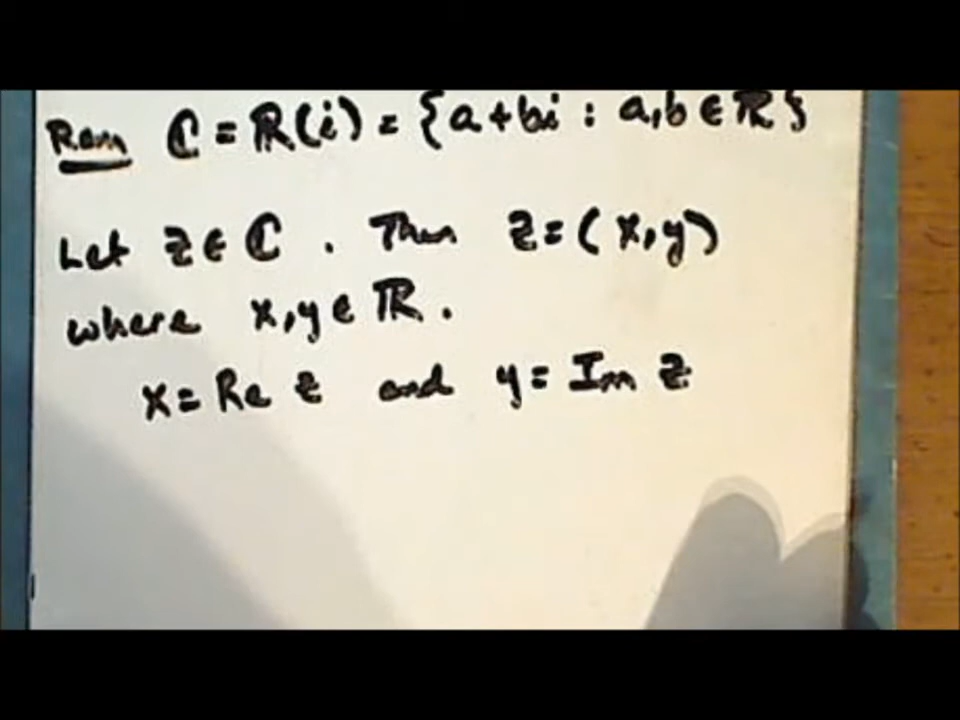 Rem ℂ = ℝ(i) = {a+bi : a,b ∈ ℝ}
Let z ∈ ℂ . Then z = (x,y)
where x,y ∈ ℝ.
x = Re z and y = Im z